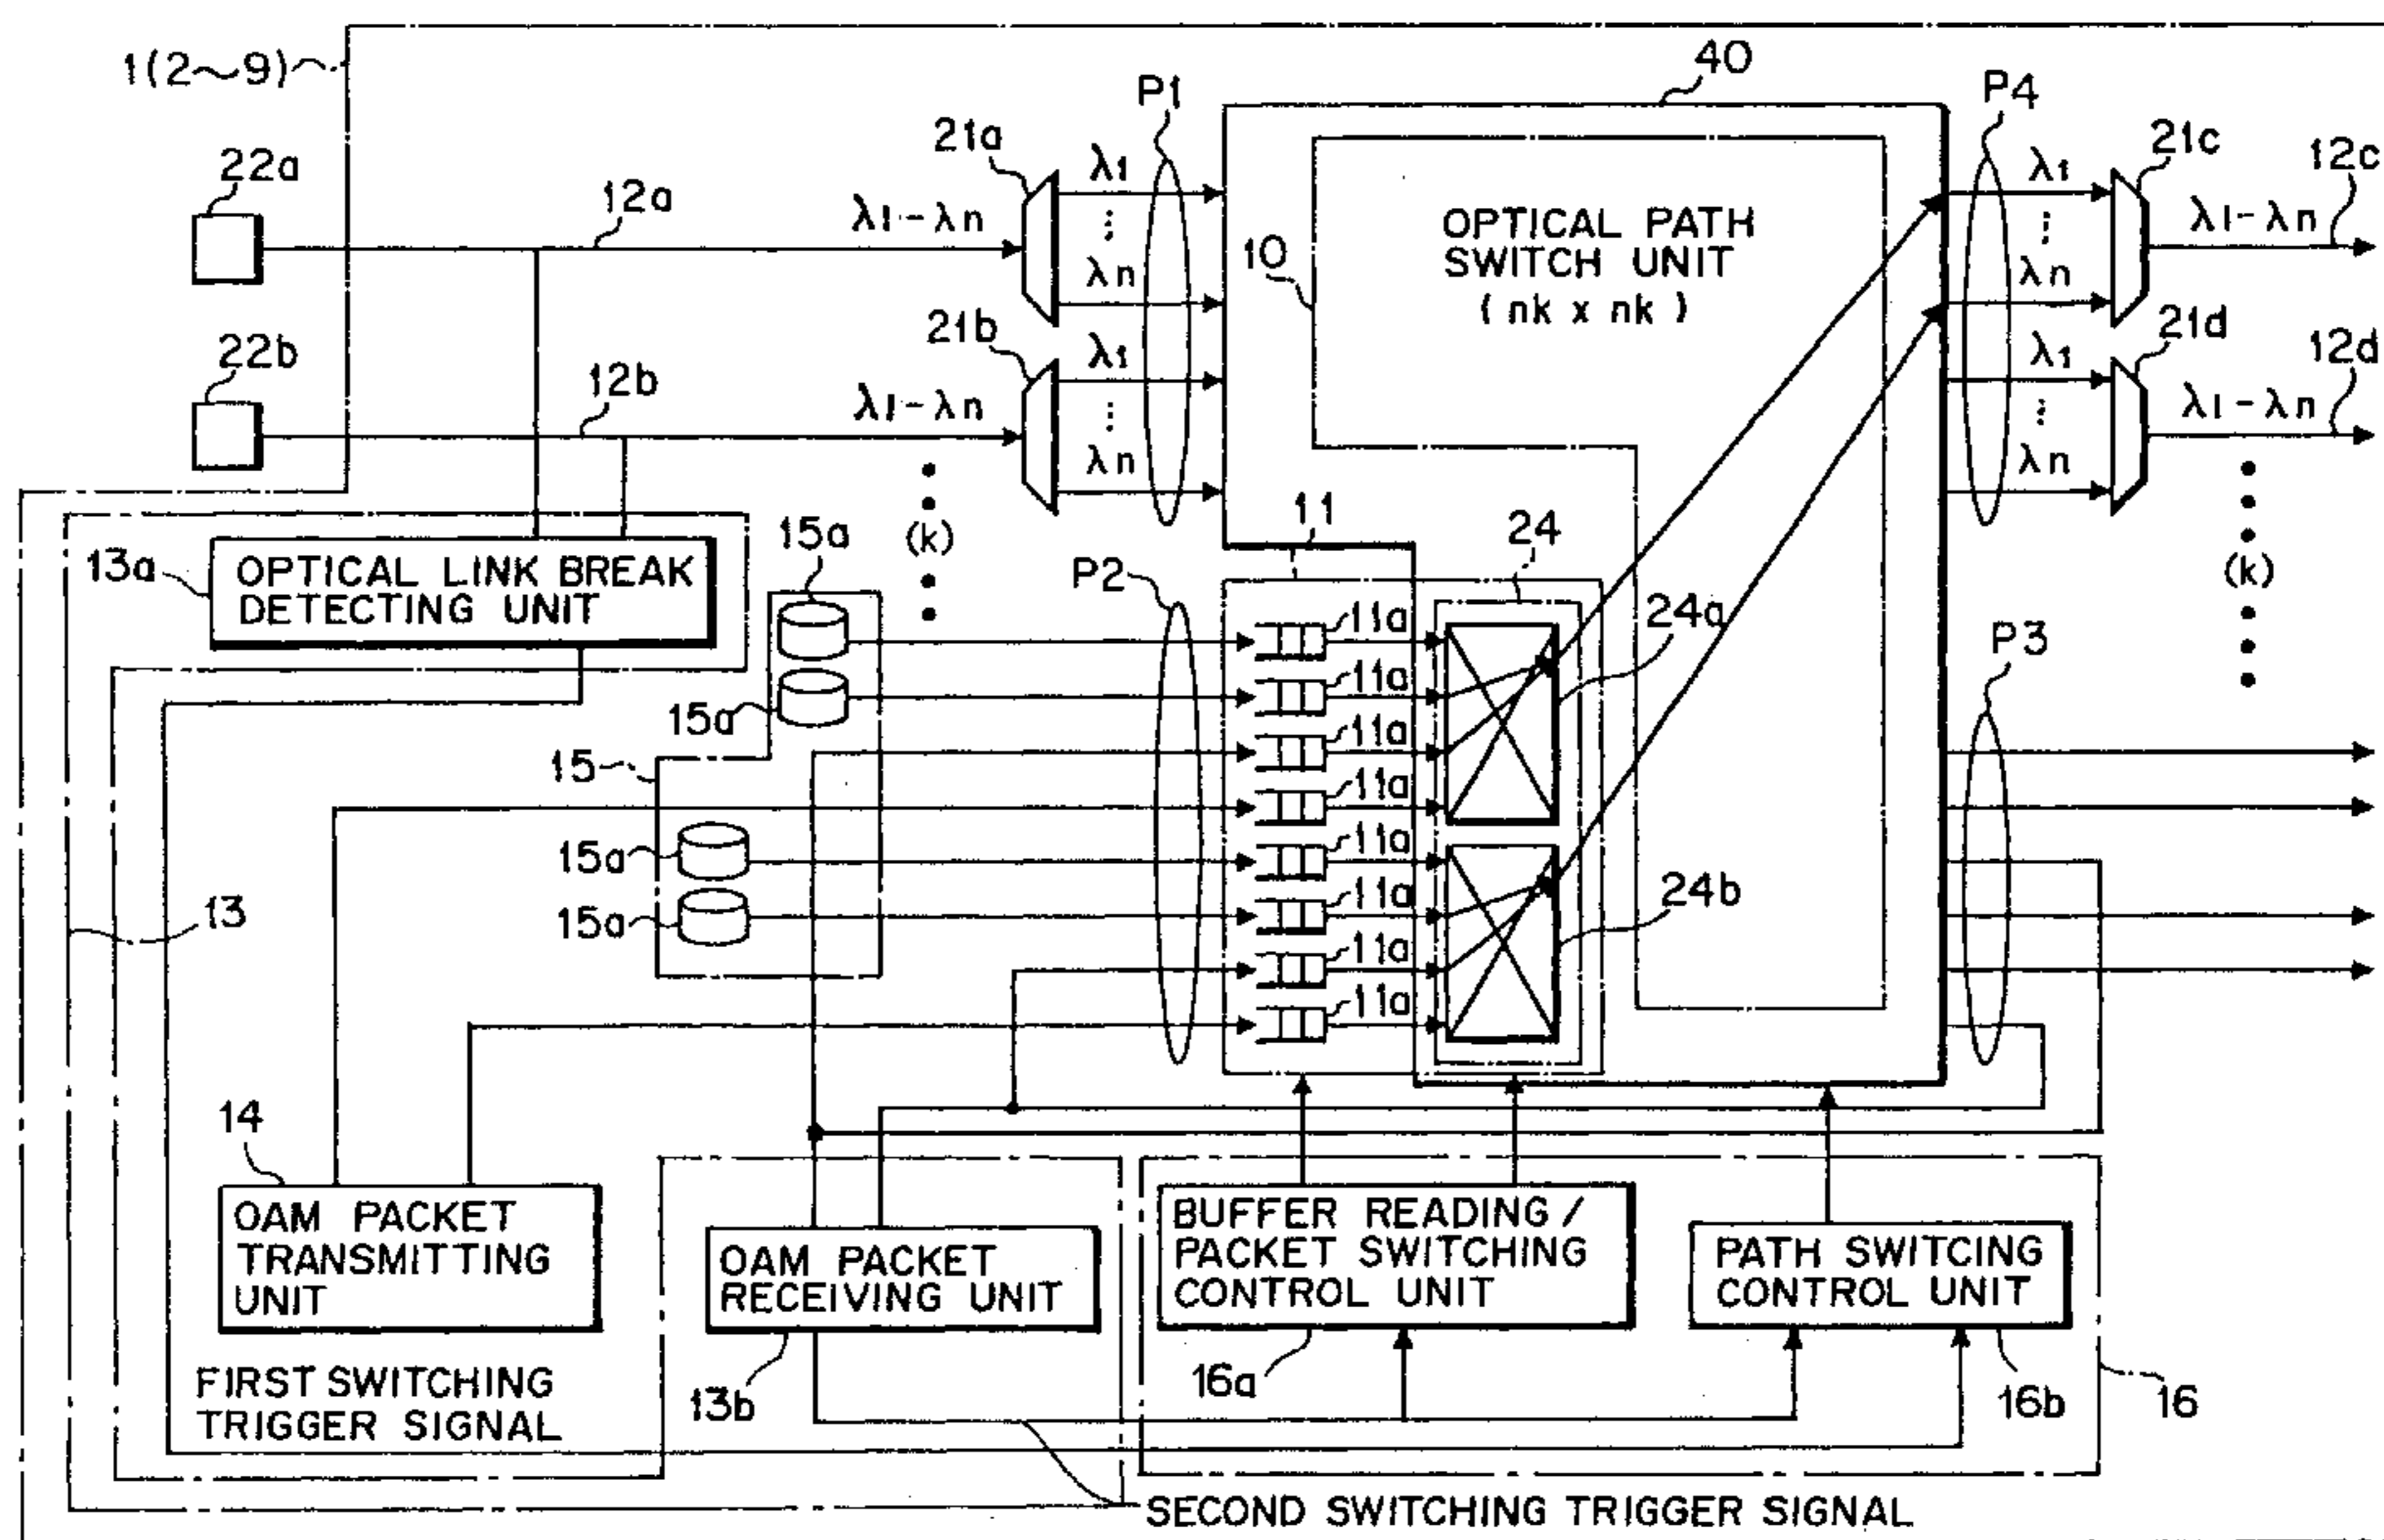 1(2~9)
40
P1
P4
22a
12a
21a
λ1
λ1-λn
λn
10
OPTICAL PATH
SWITCH UNIT
(nk x nk)
λ1
λn
21c
12c
λ1-λn
22b
12b
21b
λ1-λn
λ1
λn
λ1
λn
21d
12d
λ1-λn
(k)
(k)
13a
OPTICAL LINK BREAK
DETECTING UNIT
15a
15a
P2
11
24
24a
P3
11a
11a
11a
11a
11a
11a
11a
11a
15
15a
15a
24b
13
14
OAM PACKET
TRANSMITTING
UNIT
OAM PACKET
RECEIVING UNIT
13b
BUFFER READING/
PACKET SWITCHING
CONTROL UNIT
16a
PATH SWITCING
CONTROL UNIT
16b
16
FIRST SWITCHING
TRIGGER SIGNAL
SECOND SWITCHING TRIGGER SIGNAL